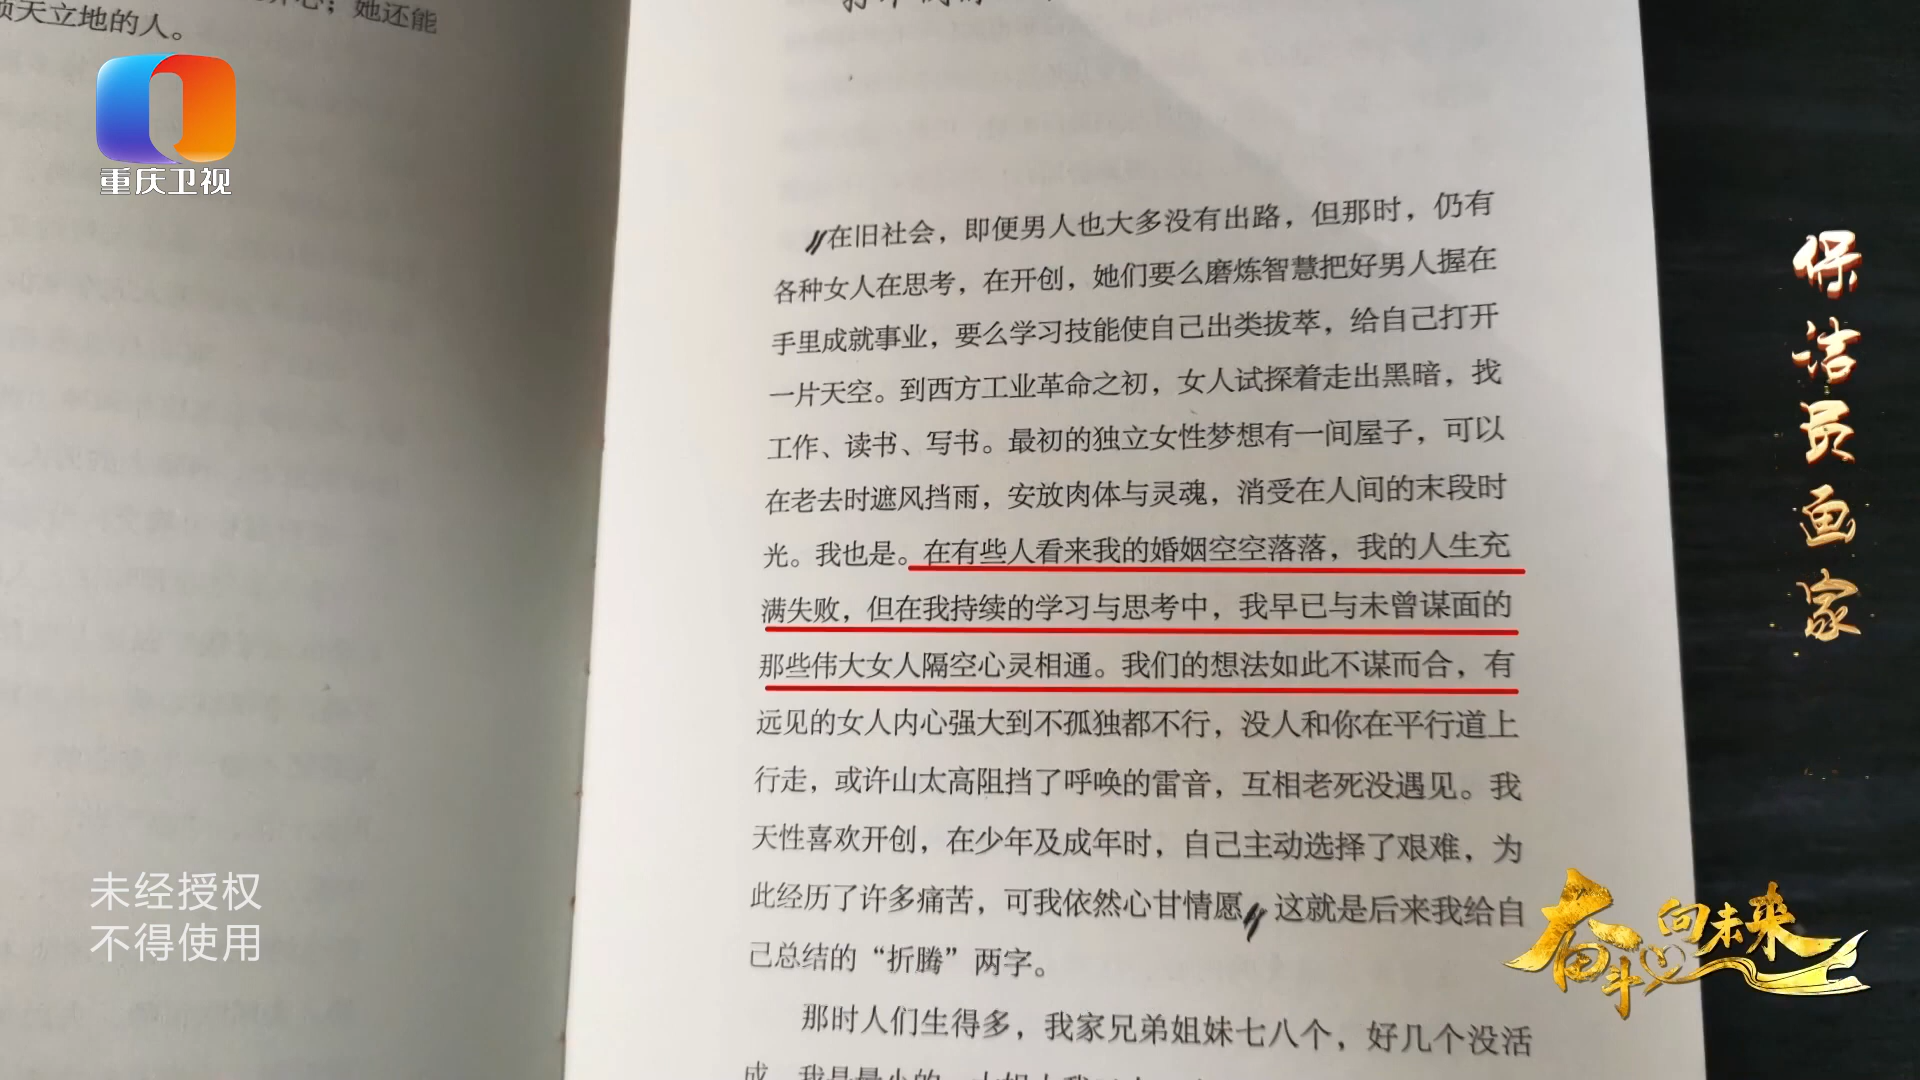 天立地的人。
她还能
重庆卫视
在旧社会，即便男人也大多没有出路，但那时，仍有
各种女人在思考，在开创，她们要么磨炼智慧把好男人握在
手里成就事业，要么学习技能使自己出类拔萃，给自己打开
一片天空。到西方工业革命之初，女人试探着走出黑暗，找
工作、读书、写书。最初的独立女性梦想有一间屋子，可以
在老去时遮风挡雨，安放肉体与灵魂，消受在人间的末段时
光。我也是。在有些人看来我的婚姻空空落落，我的人生充
满失败，但在我持续的学习与思考中，我早已与未曾谋面的
那些伟大女人隔空心灵相通。我们的想法如此不谋而合，有
远见的女人内心强大到不孤独都不行，没人和你在平行道上
行走，或许山太高阻挡了呼唤的雷音，互相老死没遇见。我
天性喜欢开创，在少年及成年时，自己主动选择了艰难，为
此经历了许多痛苦，可我依然心甘情愿。这就是后来我给自
己总结的“折腾”两字。
那时人们生得多，我家兄弟姐妹七八个，好几个没活
保洁员画家
未经授权
不得使用
奋斗向未来